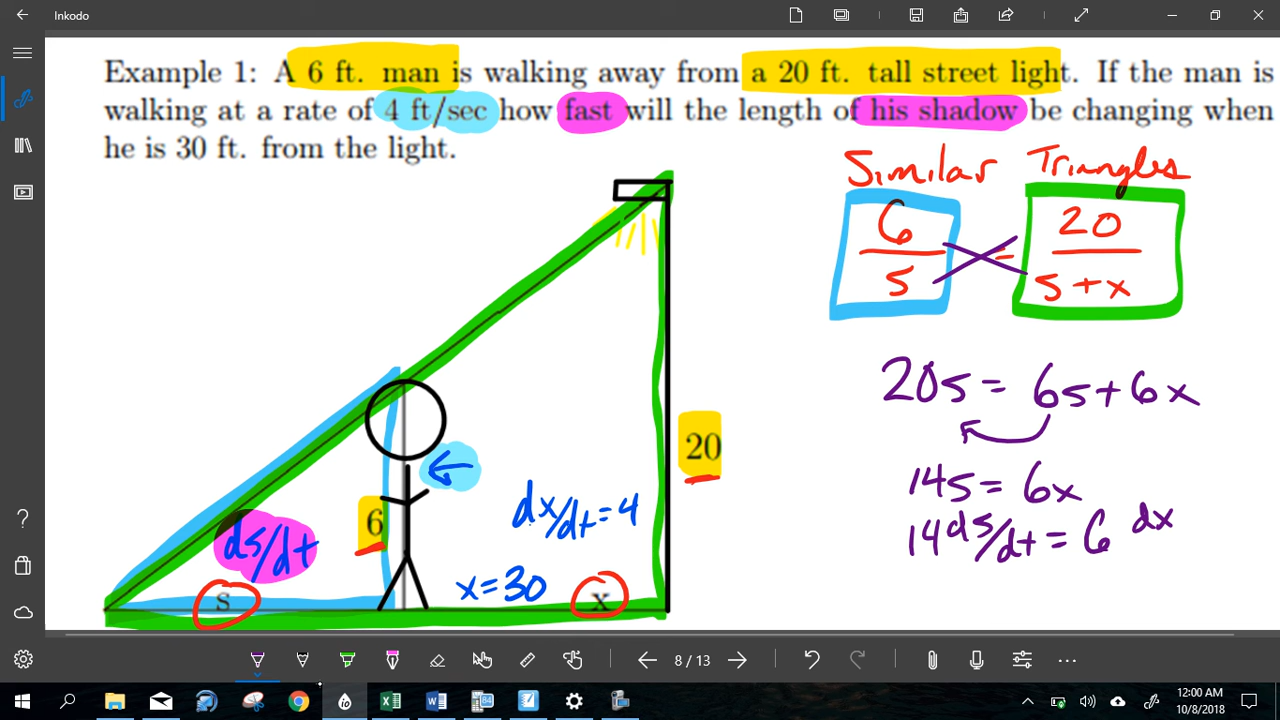 Inkodo
Example 1: A 6 ft. man is walking away from a 20 ft. tall street light. If the man is
walking at a rate of 4 ft/sec how fast will the length of his shadow be changing when
he is 30 ft. from the light.
Similar Triangles
6/s = 20/s+x
20s = 6s+6x
14s = 6x
14 ds/dt = 6 dx
20
6
dx/dt=4
ds/dt
x=30
s
x
8 / 13
io
12:00 AM
10/8/2018